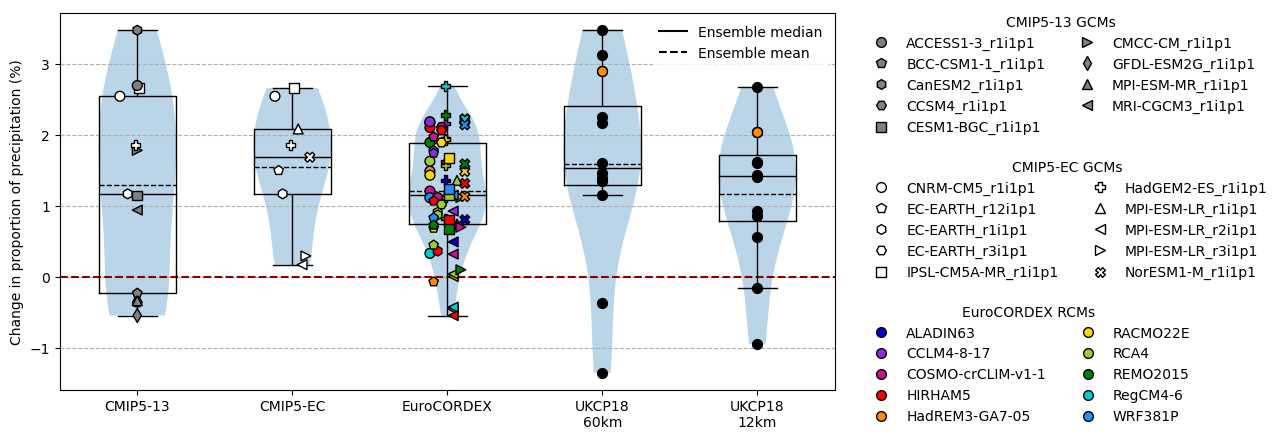 Change in proportion of precipitation (%)
3
2
1
0
−1
Ensemble median
Ensemble mean
CMIP5-13
CMIP5-EC
EuroCORDEX
UKCP18
60km
UKCP18
12km
CMIP5-13 GCMs
ACCESS1-3_r1i1p1
BCC-CSM1-1_r1i1p1
CanESM2_r1i1p1
CCSM4_r1i1p1
CESM1-BGC_r1i1p1
CMCC-CM_r1i1p1
GFDL-ESM2G_r1i1p1
MPI-ESM-MR_r1i1p1
MRI-CGCM3_r1i1p1
CMIP5-EC GCMs
CNRM-CM5_r1i1p1
EC-EARTH_r12i1p1
EC-EARTH_r1i1p1
EC-EARTH_r3i1p1
IPSL-CM5A-MR_r1i1p1
HadGEM2-ES_r1i1p1
MPI-ESM-LR_r1i1p1
MPI-ESM-LR_r2i1p1
MPI-ESM-LR_r3i1p1
NorESM1-M_r1i1p1
EuroCORDEX RCMs
ALADIN63
CCLM4-8-17
COSMO-crCLIM-v1-1
HIRHAM5
HadREM3-GA7-05
RACMO22E
RCA4
REMO2015
RegCM4-6
WRF381P